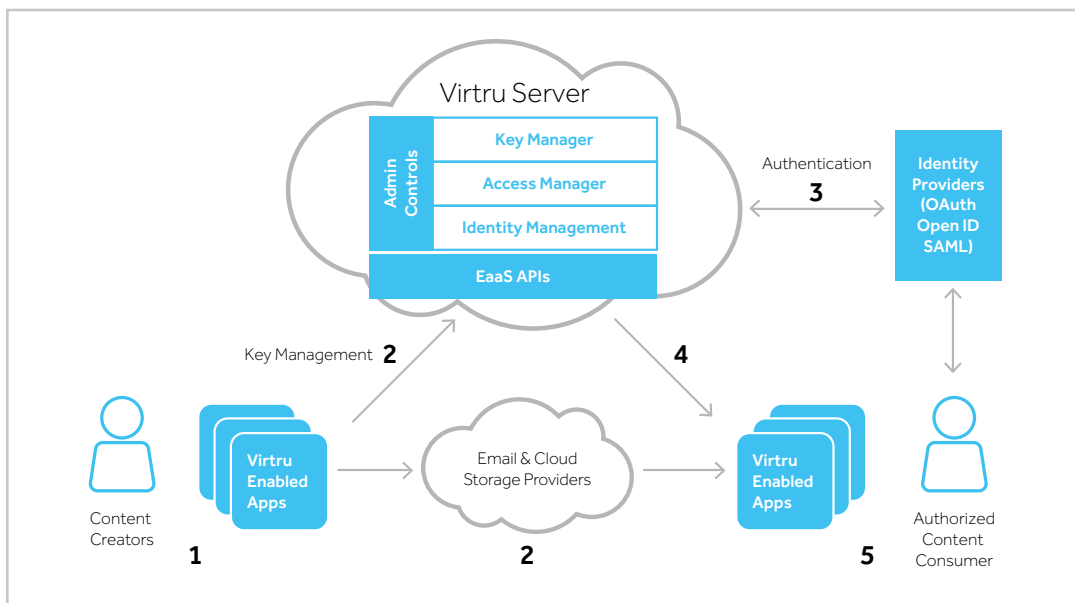 Virtru Server
Admin
Controls
Key Manager
Access Manager
Identity Management
EaaS APIs
Authentication
3
Identity
Providers
(OAuth
Open ID
SAML)
Key Management 2
4
Virtru
Enabled
Apps
Email & Cloud
Storage Providers
Virtru
Enabled
Apps
Content
Creators
1
2
5
Authorized
Content
Consumer